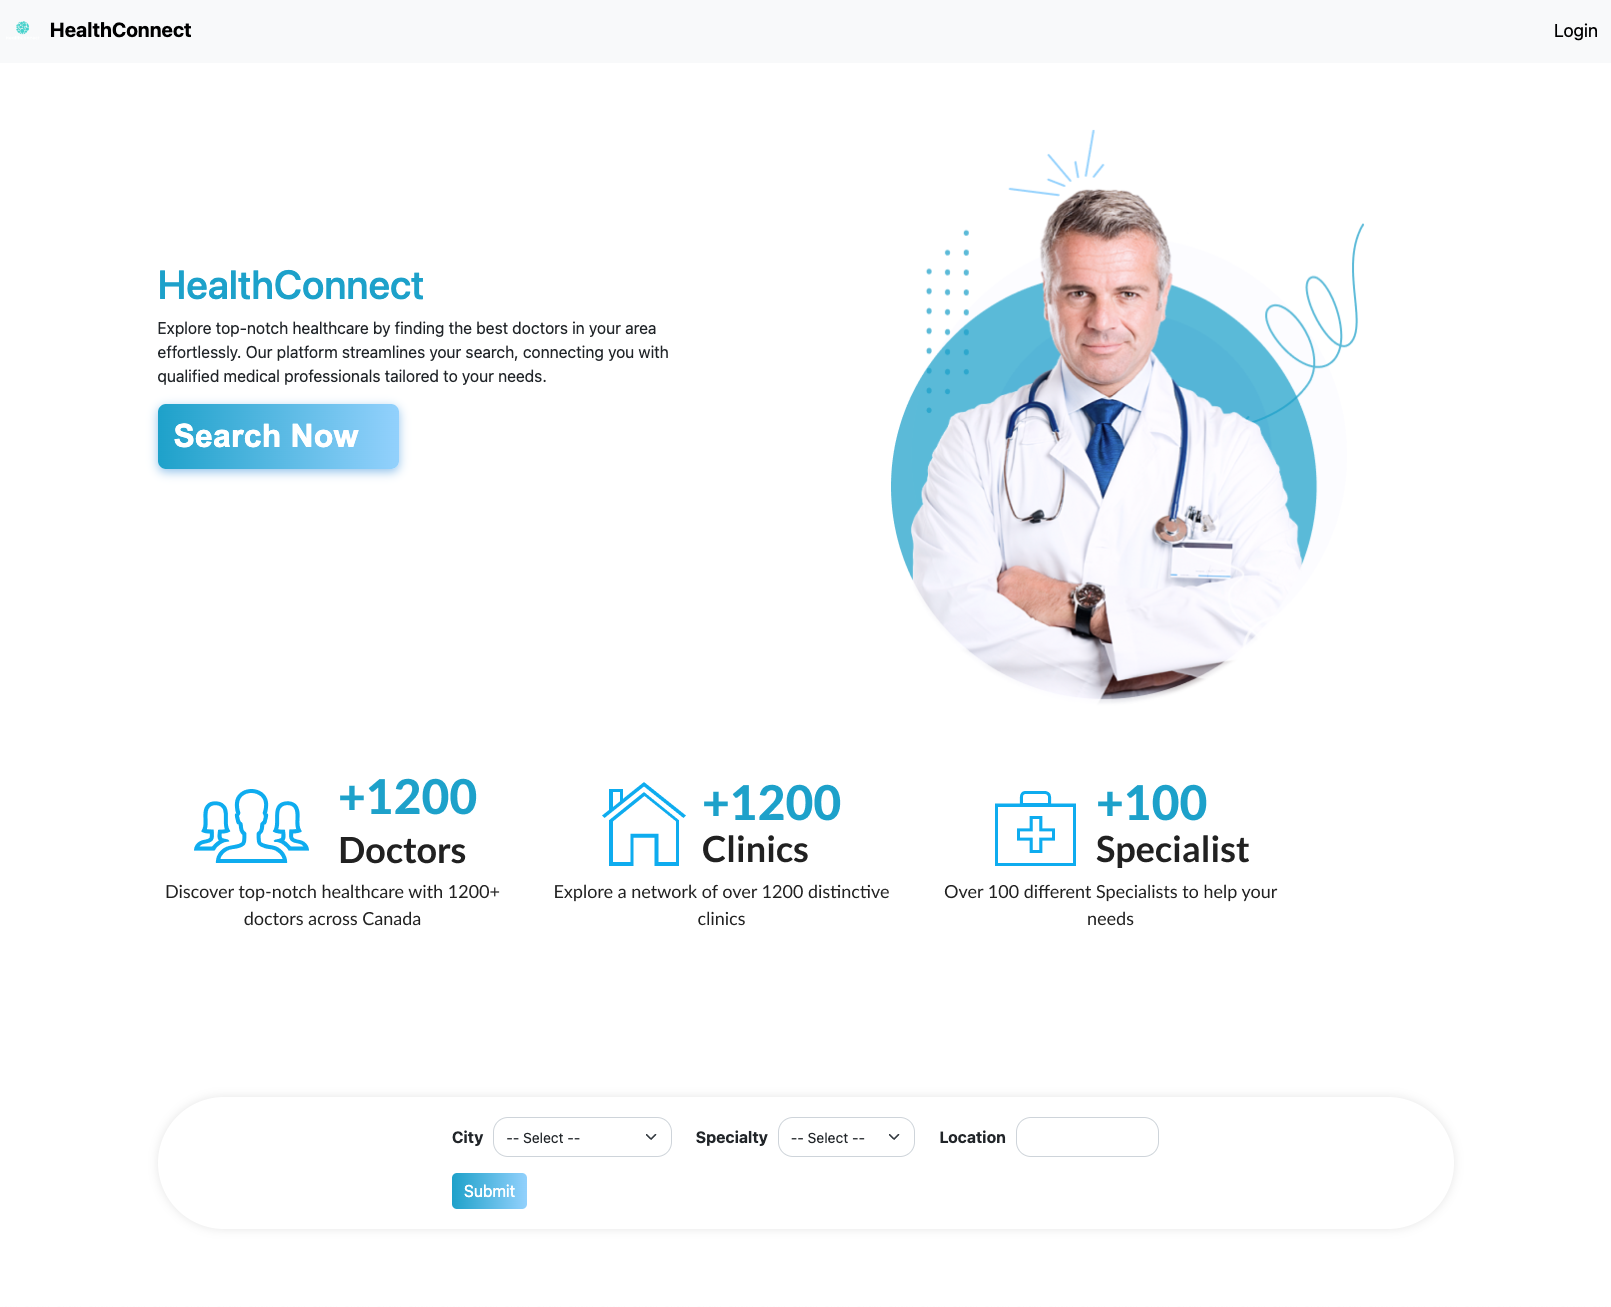 HealthConnect
Login
HealthConnect
Explore top-notch healthcare by finding the best doctors in your area
effortlessly. Our platform streamlines your search, connecting you with
qualified medical professionals tailored to your needs.
Search Now
+1200
Doctors
Discover top-notch healthcare with 1200+
doctors across Canada
+1200
Clinics
Explore a network of over 1200 distinctive
clinics
+100
Specialist
Over 100 different Specialists to help your
needs
City -- Select -- Specialty -- Select -- Location
Submit